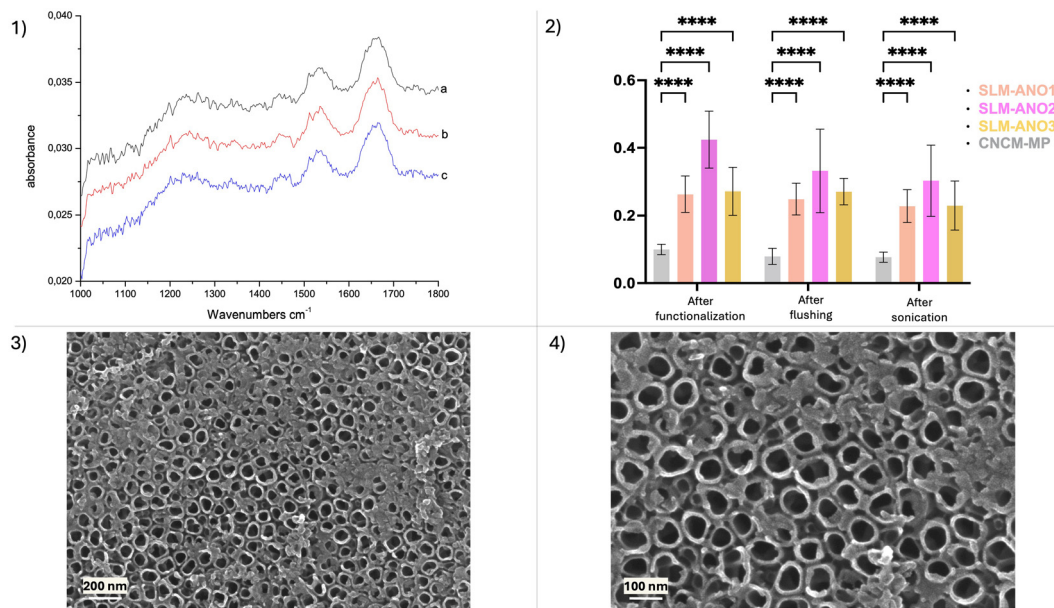 1)
0,040
0,035
0,030
0,025
0,020
absorbance
a
b
c
1000 1100 1200 1300 1400 1500 1600 1700 1800
Wavenumbers cm⁻¹
2)
**** **** ****
**** **** ****
**** **** ****
0.6
0.4
0.2
0.0
After functionalization
After flushing
After sonication
• SLM-ANO1
• SLM-ANO2
• SLM-ANO3
• CNCM-MP
3)
200 nm
4)
100 nm